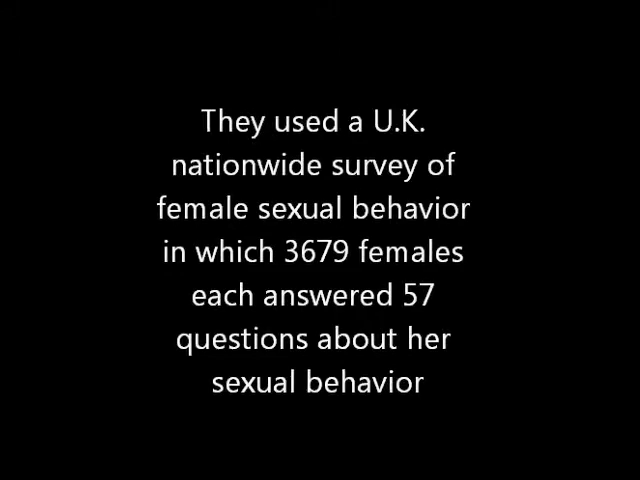 They used a U.K.
nationwide survey of
female sexual behavior
in which 3679 females
each answered 57
questions about her
sexual behavior